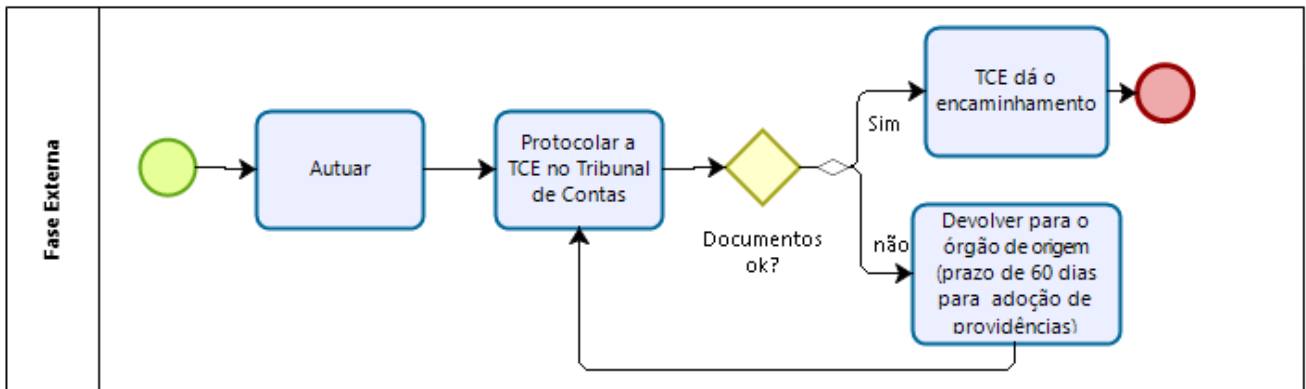 Fase Externa
Autuar
Protocolar a
TCE no Tribunal
de Contas
Documentos
ok?
Sim
TCE dá o
encaminhamento
não
Devolver para o
órgão de origem
(prazo de 60 dias
para adoção de
providências)